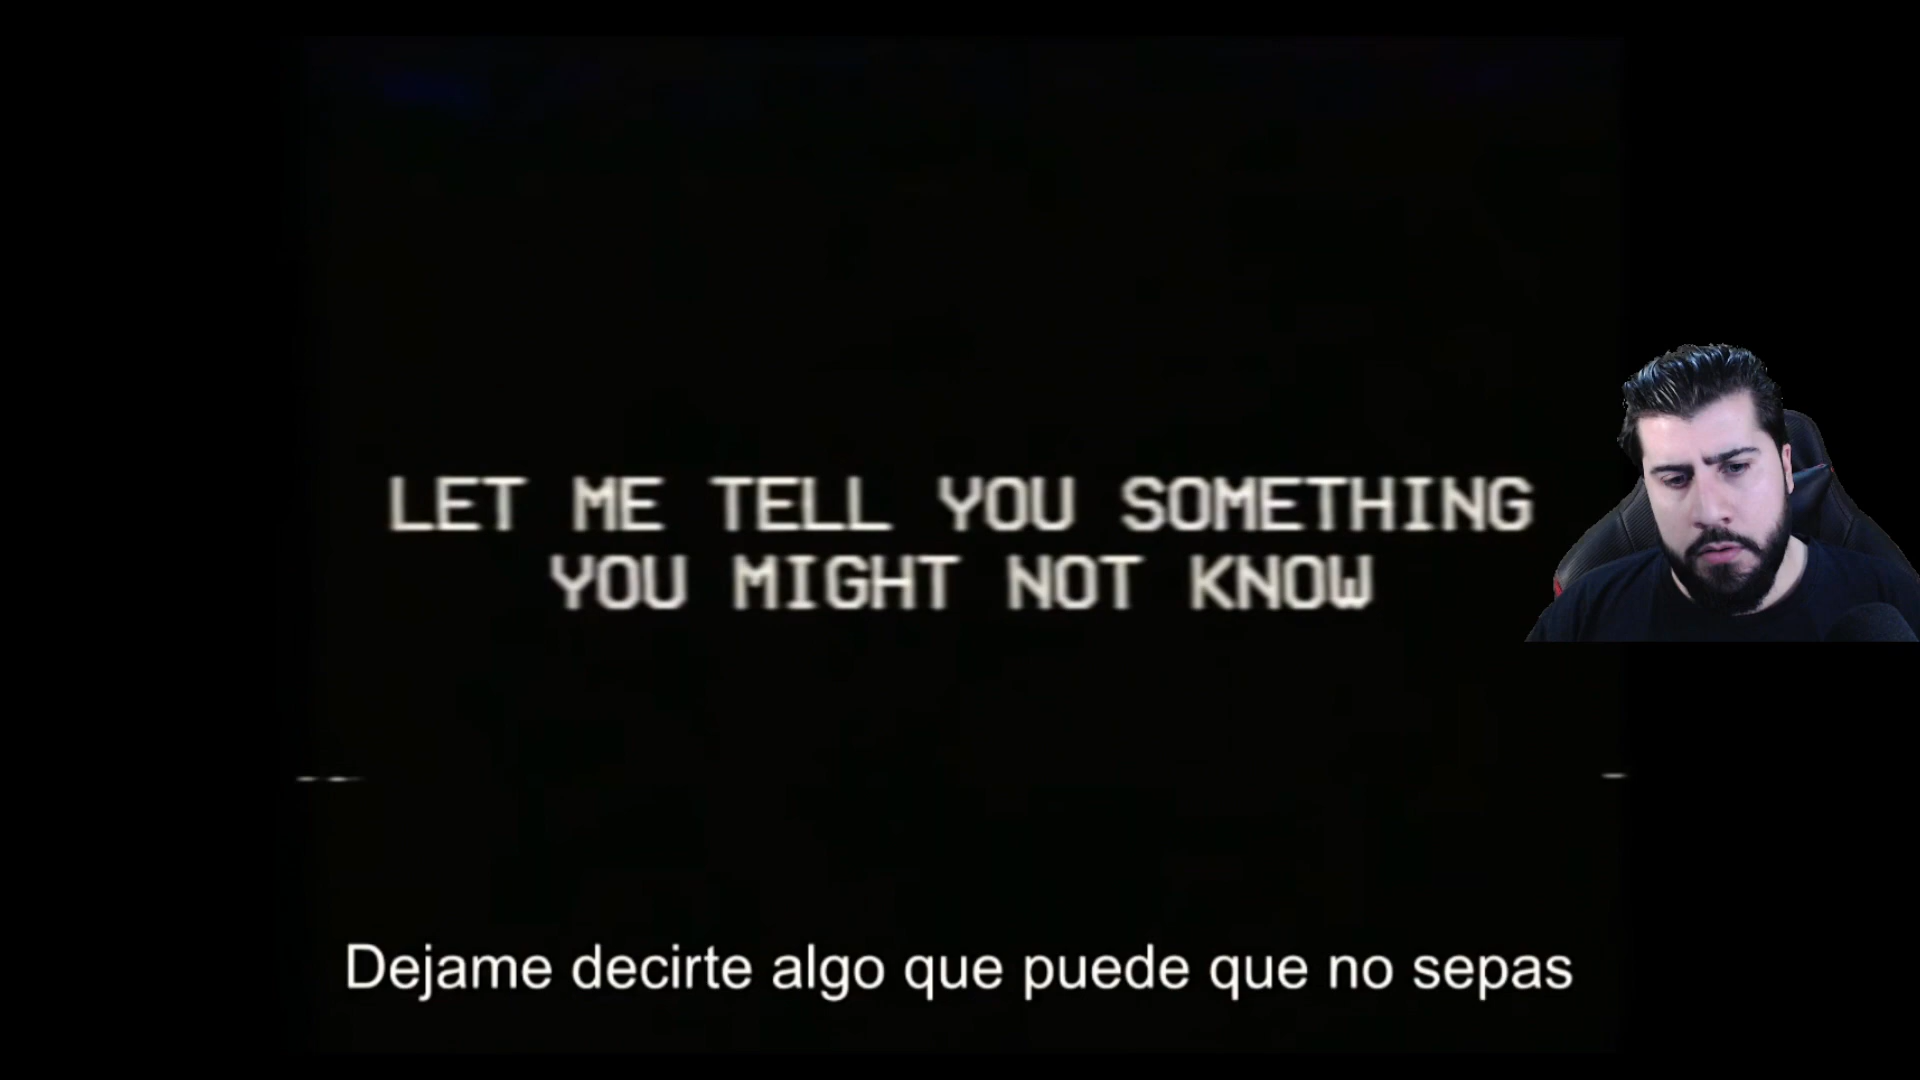 LET ME TELL YOU SOMETHING
YOU MIGHT NOT KNOW
Dejame decirte algo que puede que no sepas